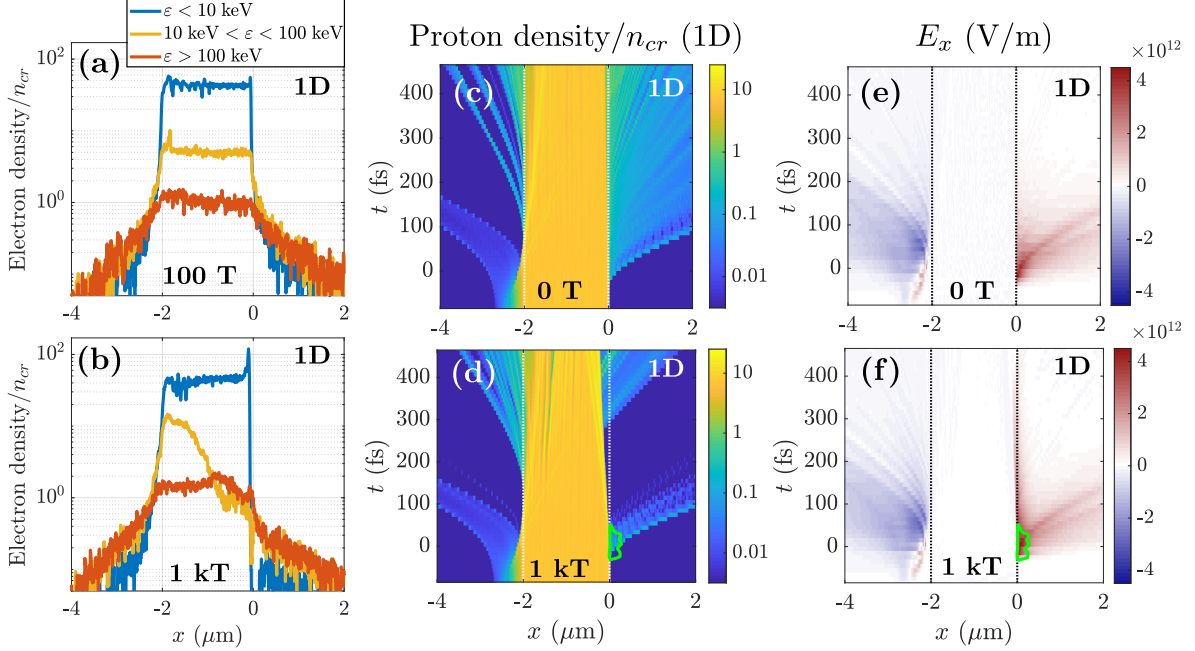 ε < 10 keV
10 keV < ε < 100 keV
ε > 100 keV
Proton density/n_cr (1D)
E_x (V/m)
(a)
1D
100 T
Electron density/n_cr
10^2
10^0
-4 -2 0 2
(b)
1D
1 kT
Electron density/n_cr
10^2
10^0
-4 -2 0 2
x (μm)
(c)
1D
0 T
t (fs)
400
300
200
100
0
-4 -2 0 2
10
1
0.1
0.01
(d)
1D
1 kT
t (fs)
400
300
200
100
0
-4 -2 0 2
x (μm)
10
1
0.1
0.01
(e)
1D
0 T
t (fs)
400
300
200
100
0
-4 -2 0 2
×10^12
4
2
0
-2
-4
(f)
1D
1 kT
t (fs)
400
300
200
100
0
-4 -2 0 2
x (μm)
×10^12
4
2
0
-2
-4